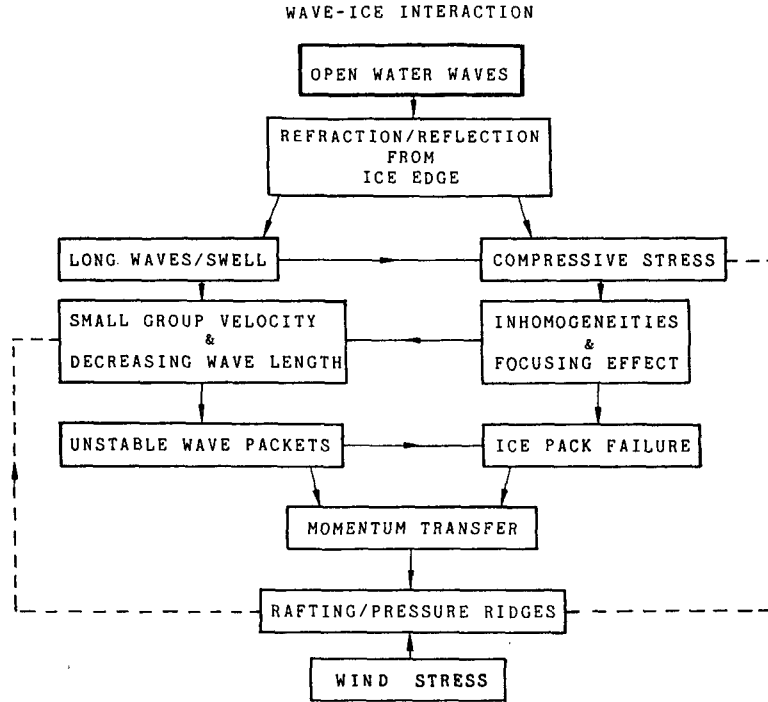 WAVE-ICE INTERACTION
OPEN WATER WAVES
REFRACTION/REFLECTION
FROM
ICE EDGE
LONG WAVES/SWELL
COMPRESSIVE STRESS
SMALL GROUP VELOCITY
&
DECREASING WAVE LENGTH
INHOMOGENEITIES
&
FOCUSING EFFECT
UNSTABLE WAVE PACKETS
ICE PACK FAILURE
MOMENTUM TRANSFER
RAFTING/PRESSURE RIDGES
WIND STRESS